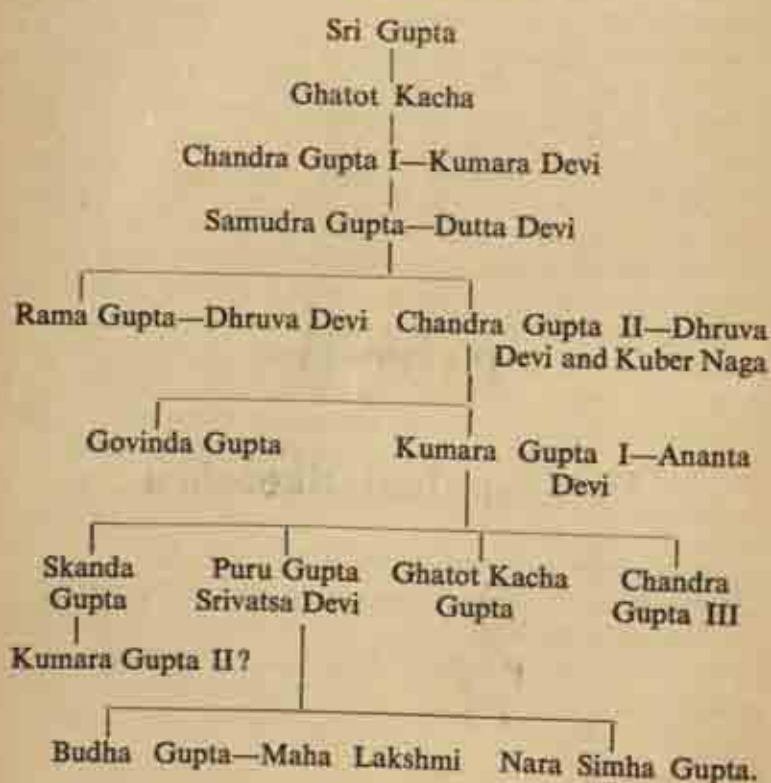 Sri Gupta
Ghatot Kacha
Chandra Gupta I—Kumara Devi
Samudra Gupta—Dutta Devi
Rama Gupta—Dhruva Devi Chandra Gupta II—Dhruva
Devi and Kuber Naga
Govinda Gupta Kumara Gupta I—Ananta
Devi
Skanda Puru Gupta Ghatot Kacha Chandra
Gupta Srivatsa Devi Gupta Gupta III
Kumara Gupta II?
Budha Gupta—Maha Lakshmi Nara Simha Gupta.